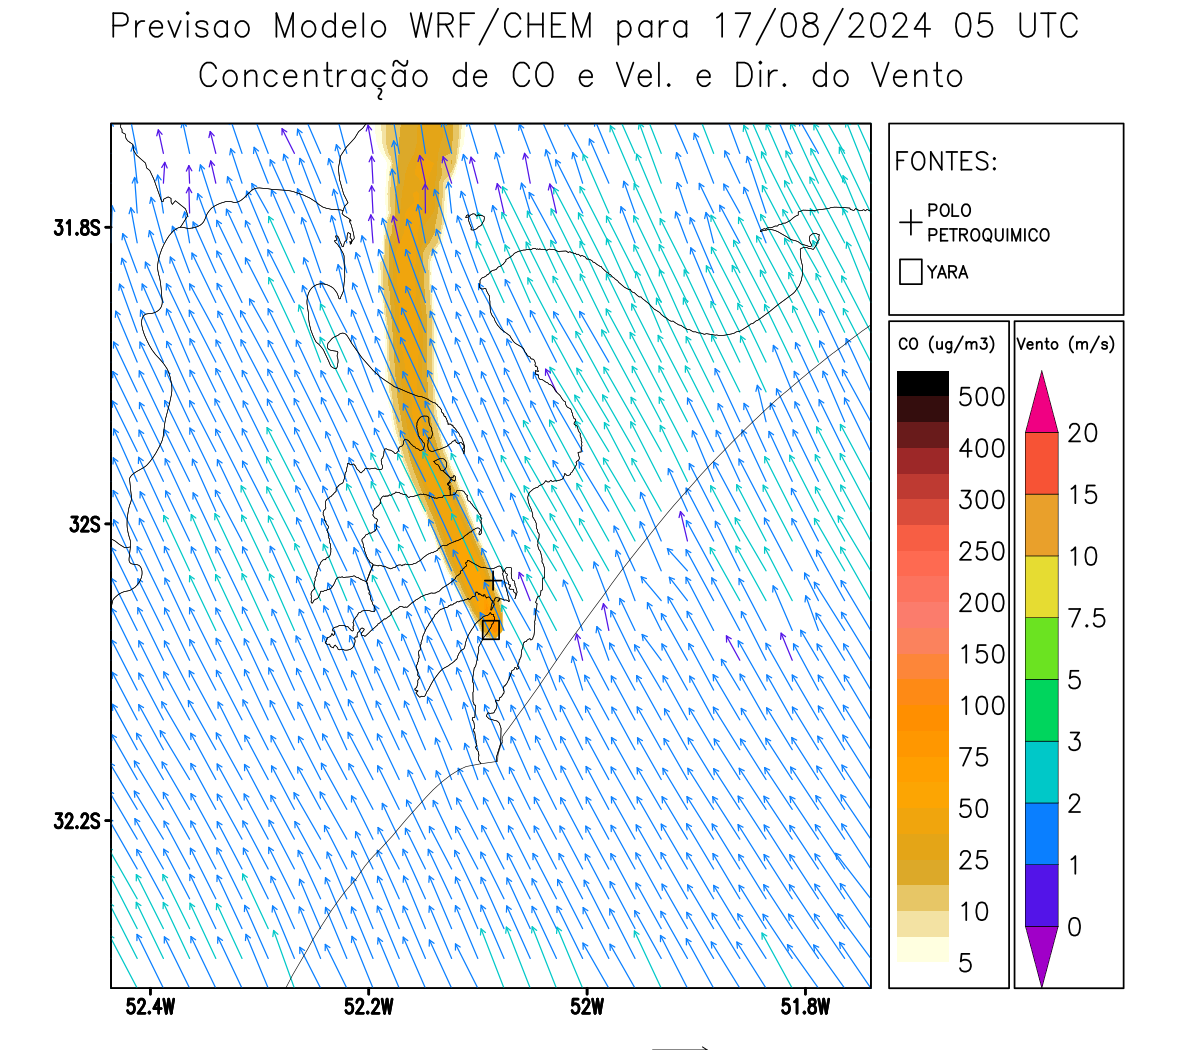 Previsao Modelo WRF/CHEM para 17/08/2024 05 UTC
Concentração de CO e Vel. e Dir. do Vento
FONTES:
POLO
PETROQUIMICO
YARA
CO (ug/m3)
500
400
300
250
200
150
100
75
50
25
10
5
Vento (m/s)
20
15
10
7.5
5
3
2
1
0
31.8S
32S
32.2S
52.4W
52.2W
52W
51.8W